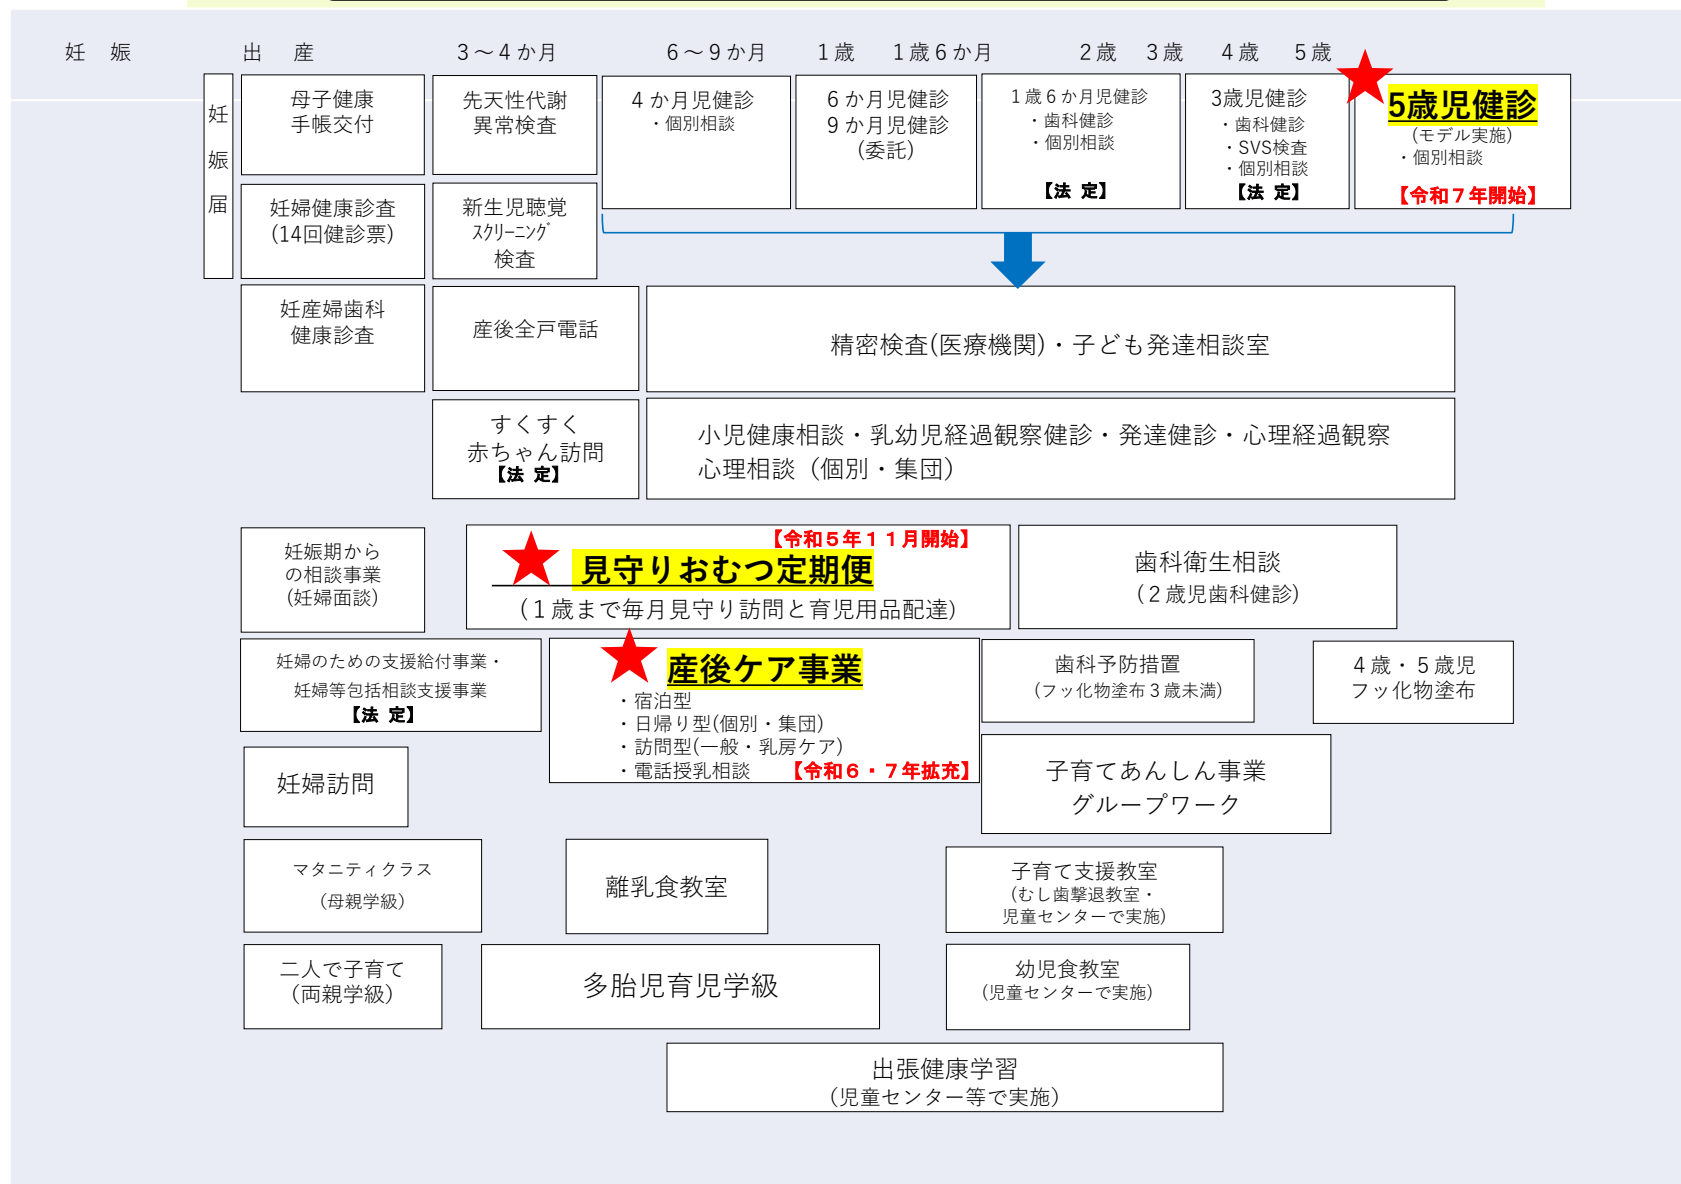 妊 娠 出 産 3～4か月 6～9か月 1歳 1歳6か月 2歳 3歳 4歳 5歳
妊
娠
届
母子健康
手帳交付
先天性代謝
異常検査
4か月児健診
・個別相談
6か月児健診
9か月児健診
(委託)
1歳6か月児健診
・歯科健診
・個別相談
【法 定】
3歳児健診
・歯科健診
・SVS検査
・個別相談
【法 定】
5歳児健診
(モデル実施)
・個別相談
【令和7年開始】
妊婦健康診査
(14回健診票)
新生児聴覚
ｽｸﾘｰﾆﾝｸﾞ
検査
妊産婦歯科
健康診査
産後全戸電話
精密検査(医療機関)・子ども発達相談室
すくすく
赤ちゃん訪問
【法 定】
小児健康相談・乳幼児経過観察健診・発達健診・心理経過観察
心理相談（個別・集団）
妊娠期から
の相談事業
(妊婦面談)
【令和5年11月開始】
見守りおむつ定期便
(1歳まで毎月見守り訪問と育児用品配達)
歯科衛生相談
(2歳児歯科健診)
妊婦のための支援給付事業・
妊婦等包括相談支援事業
【法 定】
産後ケア事業
・宿泊型
・日帰り型(個別・集団)
・訪問型(一般・乳房ケア)
・電話授乳相談 【令和6・7年拡充】
歯科予防措置
(フッ化物塗布3歳未満)
4歳・5歳児
フッ化物塗布
妊婦訪問
子育てあんしん事業
グループワーク
マタニティクラス
(母親学級)
離乳食教室
子育て支援教室
(むし歯撃退教室・
児童センターで実施)
二人で子育て
(両親学級)
多胎児育児学級
幼児食教室
(児童センターで実施)
出張健康学習
(児童センター等で実施)